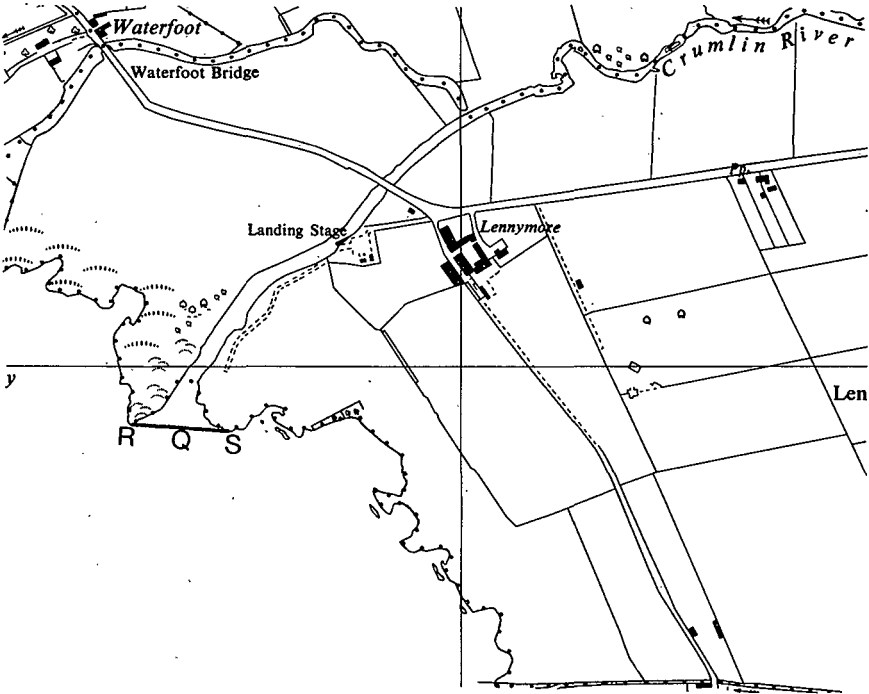 Waterfoot
Waterfoot Bridge
Crumlin River
Landing Stage
Lennymore
y
Len
R Q S